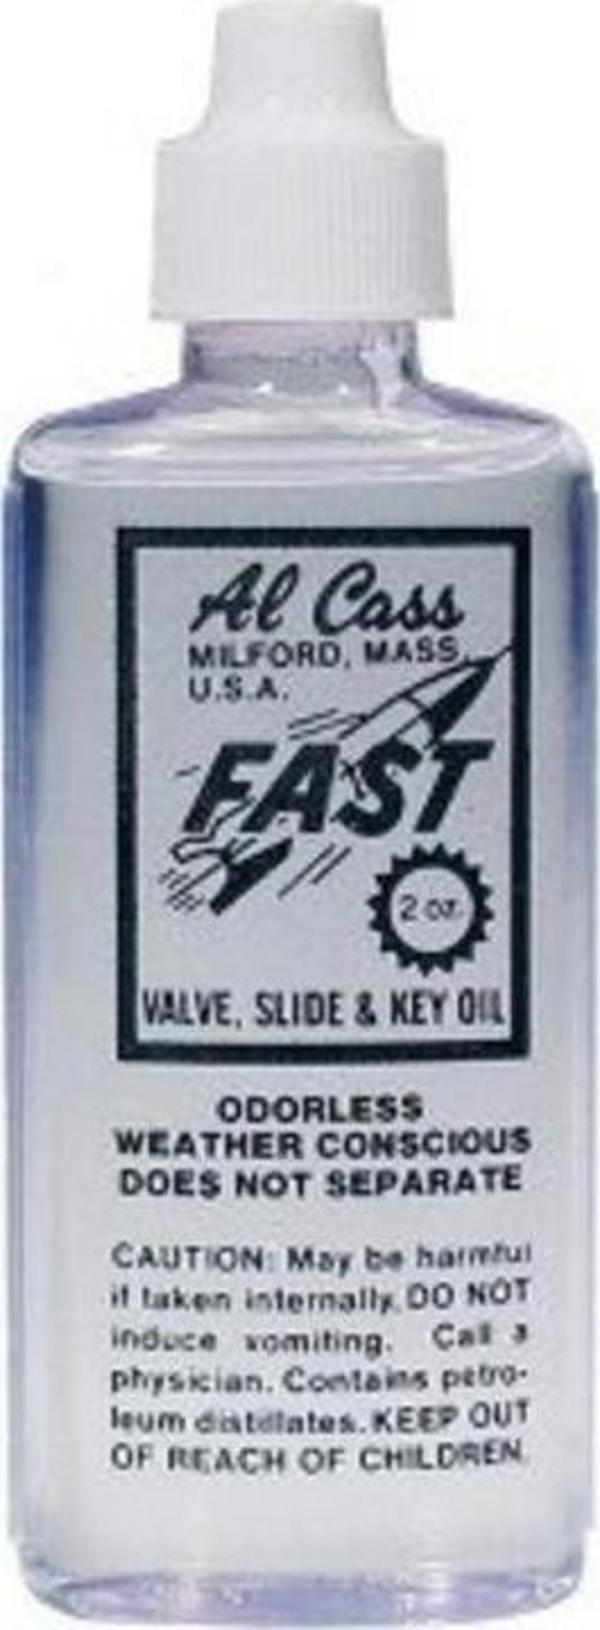 Al Cass
MILFORD, MASS.
U.S.A.
FAST
2 oz.
VALVE, SLIDE & KEY OIL
ODORLESS
WEATHER CONSCIOUS
DOES NOT SEPARATE
CAUTION: May be harmful
if taken internally. DO NOT
induce vomiting. Call a
physician. Contains petro-
leum distillates. KEEP OUT
OF REACH OF CHILDREN.